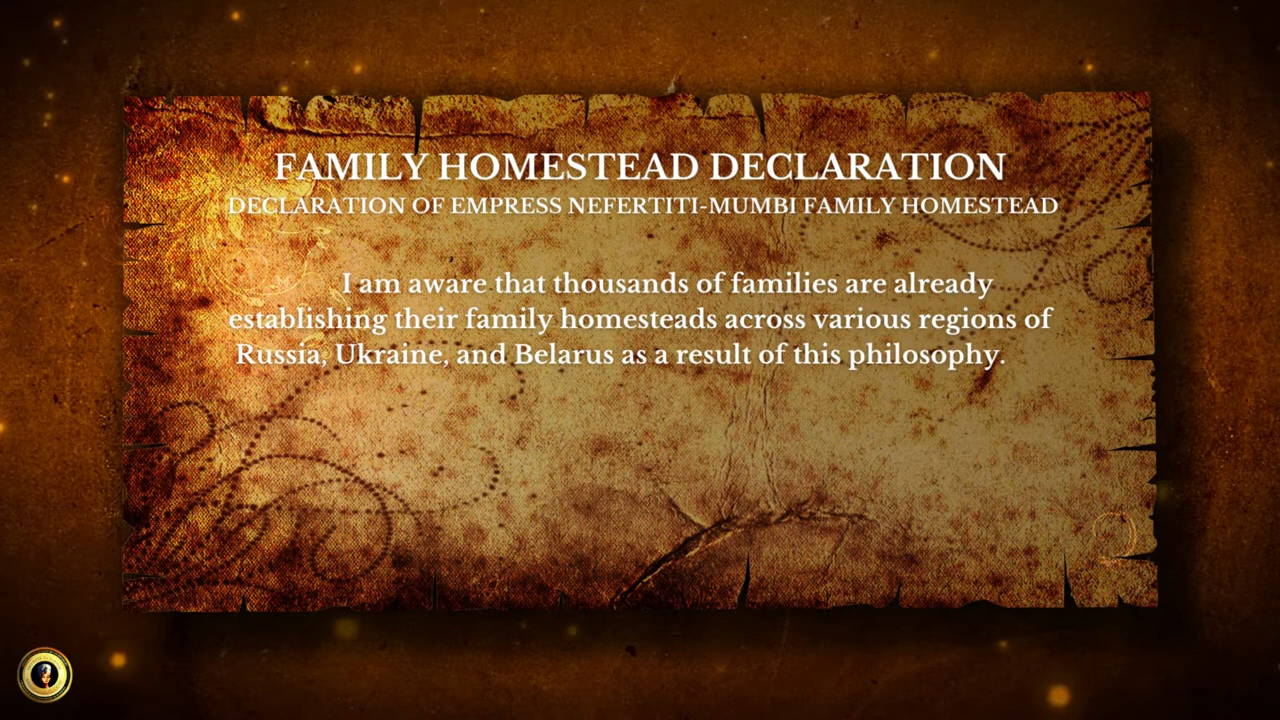 FAMILY HOMESTEAD DECLARATION
DECLARATION OF EMPRESS NEFERTITI-MUMBI FAMILY HOMESTEAD
I am aware that thousands of families are already
establishing their family homesteads across various regions of
Russia, Ukraine, and Belarus as a result of this philosophy.